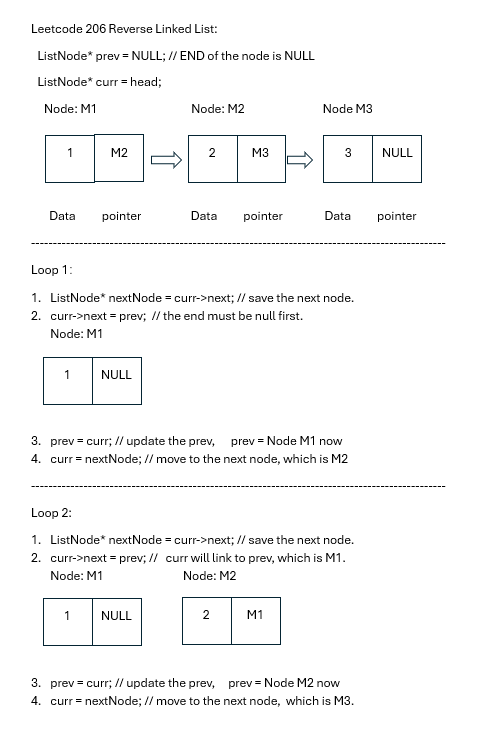 Leetcode 206 Reverse Linked List:
ListNode* prev = NULL; // END of the node is NULL
ListNode* curr = head;
Node: M1 Node: M2 Node M3
1 M2 2 M3 3 NULL
Data pointer Data pointer Data pointer
--------------------------------------------------------------------------------------------
Loop 1:
1. ListNode* nextNode = curr->next; // save the next node.
2. curr->next = prev; // the end must be null first.
Node: M1
1 NULL
3. prev = curr; // update the prev, prev = Node M1 now
4. curr = nextNode; // move to the next node, which is M2
--------------------------------------------------------------------------------------------
Loop 2:
1. ListNode* nextNode = curr->next; // save the next node.
2. curr->next = prev; // curr will link to prev, which is M1.
Node: M1 Node: M2
1 NULL 2 M1
3. prev = curr; // update the prev, prev = Node M2 now
4. curr = nextNode; // move to the next node, which is M3.